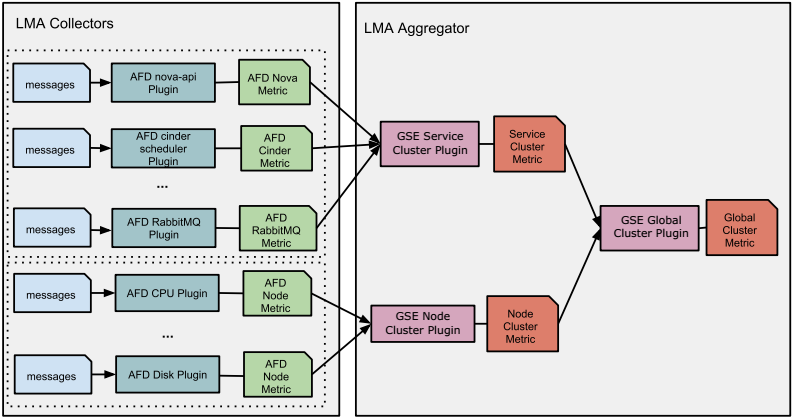 LMA Collectors
messages
AFD nova-api
Plugin
AFD Nova
Metric
messages
AFD cinder
scheduler
Plugin
AFD
Cinder
Metric
...
messages
AFD RabbitMQ
Plugin
AFD
RabbitMQ
Metric
messages
AFD CPU Plugin
AFD
Node
Metric
...
messages
AFD Disk Plugin
AFD
Node
Metric
LMA Aggregator
GSE Service
Cluster Plugin
Service
Cluster
Metric
GSE Node
Cluster Plugin
Node
Cluster
Metric
GSE Global
Cluster Plugin
Global
Cluster
Metric